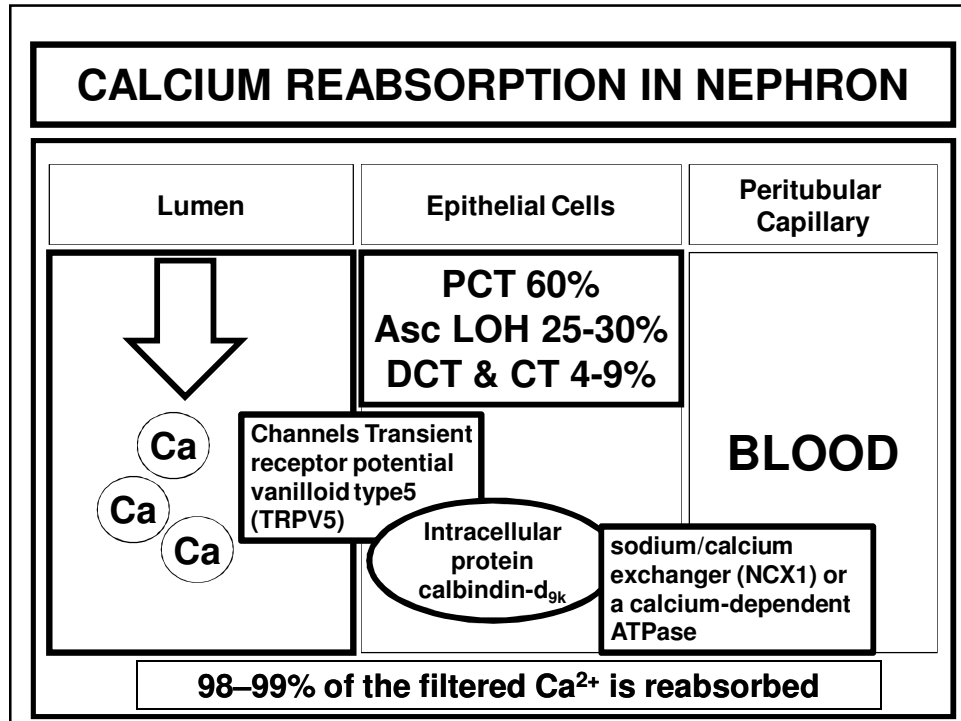 CALCIUM REABSORPTION IN NEPHRON
Lumen
Epithelial Cells
Peritubular
Capillary
PCT 60%
Asc LOH 25-30%
DCT & CT 4-9%
Ca
Ca
Ca
Channels Transient
receptor potential
vanilloid type5
(TRPV5)
Intracellular
protein
calbindin-d₉ₖ
BLOOD
sodium/calcium
exchanger (NCX1) or
a calcium-dependent
ATPase
98–99% of the filtered Ca²⁺ is reabsorbed